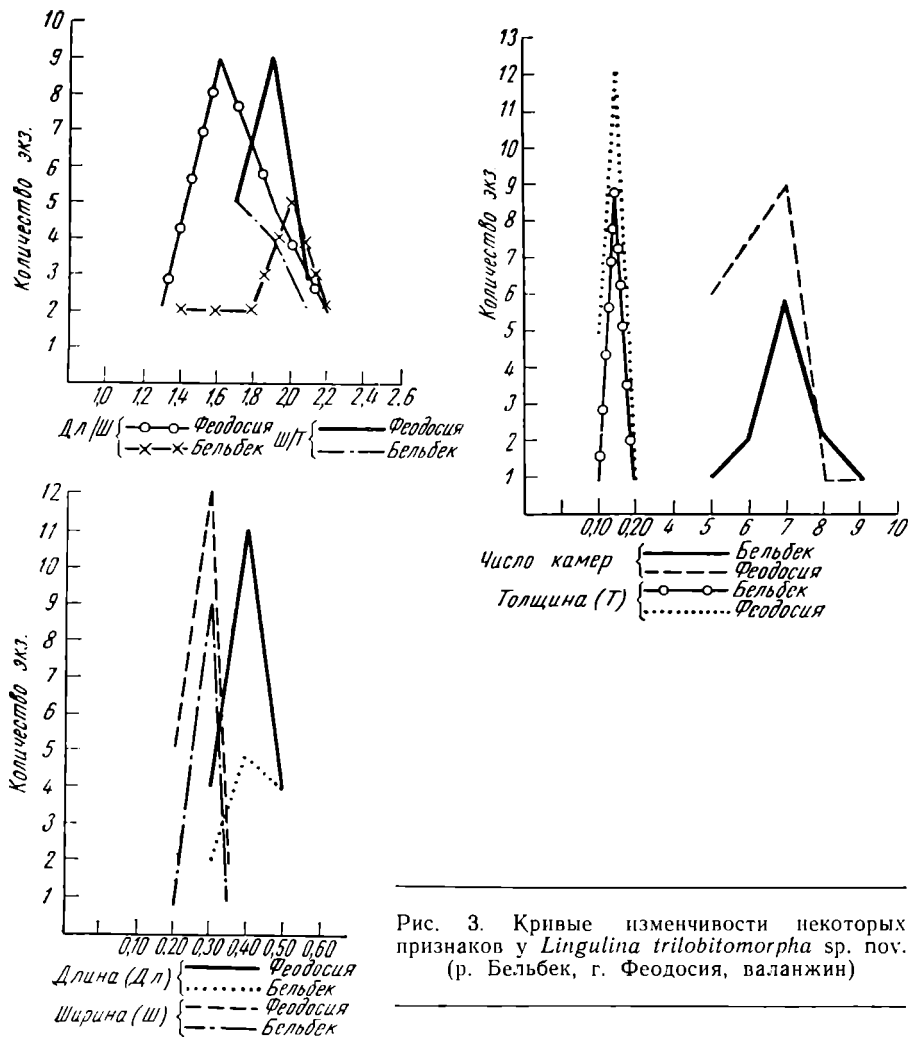 10
9
8
7
6
5
4
3
2
1
Количество экз.
1,0 1,2 1,4 1,6 1,8 2,0 2,2 2.4 2.6
Дл/Ш Феодосия
Бельбек
Ш/Т Феодосия
Бельбек
13
12
11
10
9
8
7
6
5
4
3
2
1
Количество экз
0,10 0,20 4 5 6 7 8 9 10
Число камер Бельбек
Феодосия
Толщина (Т) Бельбек
Феодосия
12
11
10
9
8
7
6
5
4
3
2
1
Количество экз.
0,10 0.20 0,30 0,40 0,50 0,60
Длина (Дл) Феодосия
Бельбек
Ширина (Ш) Феодосия
Бельбек
Рис. 3. Кривые изменчивости некоторых
признаков у Lingulina trilobitomorpha sp. nov.
(р. Бельбек, г. Феодосия, валанжин)